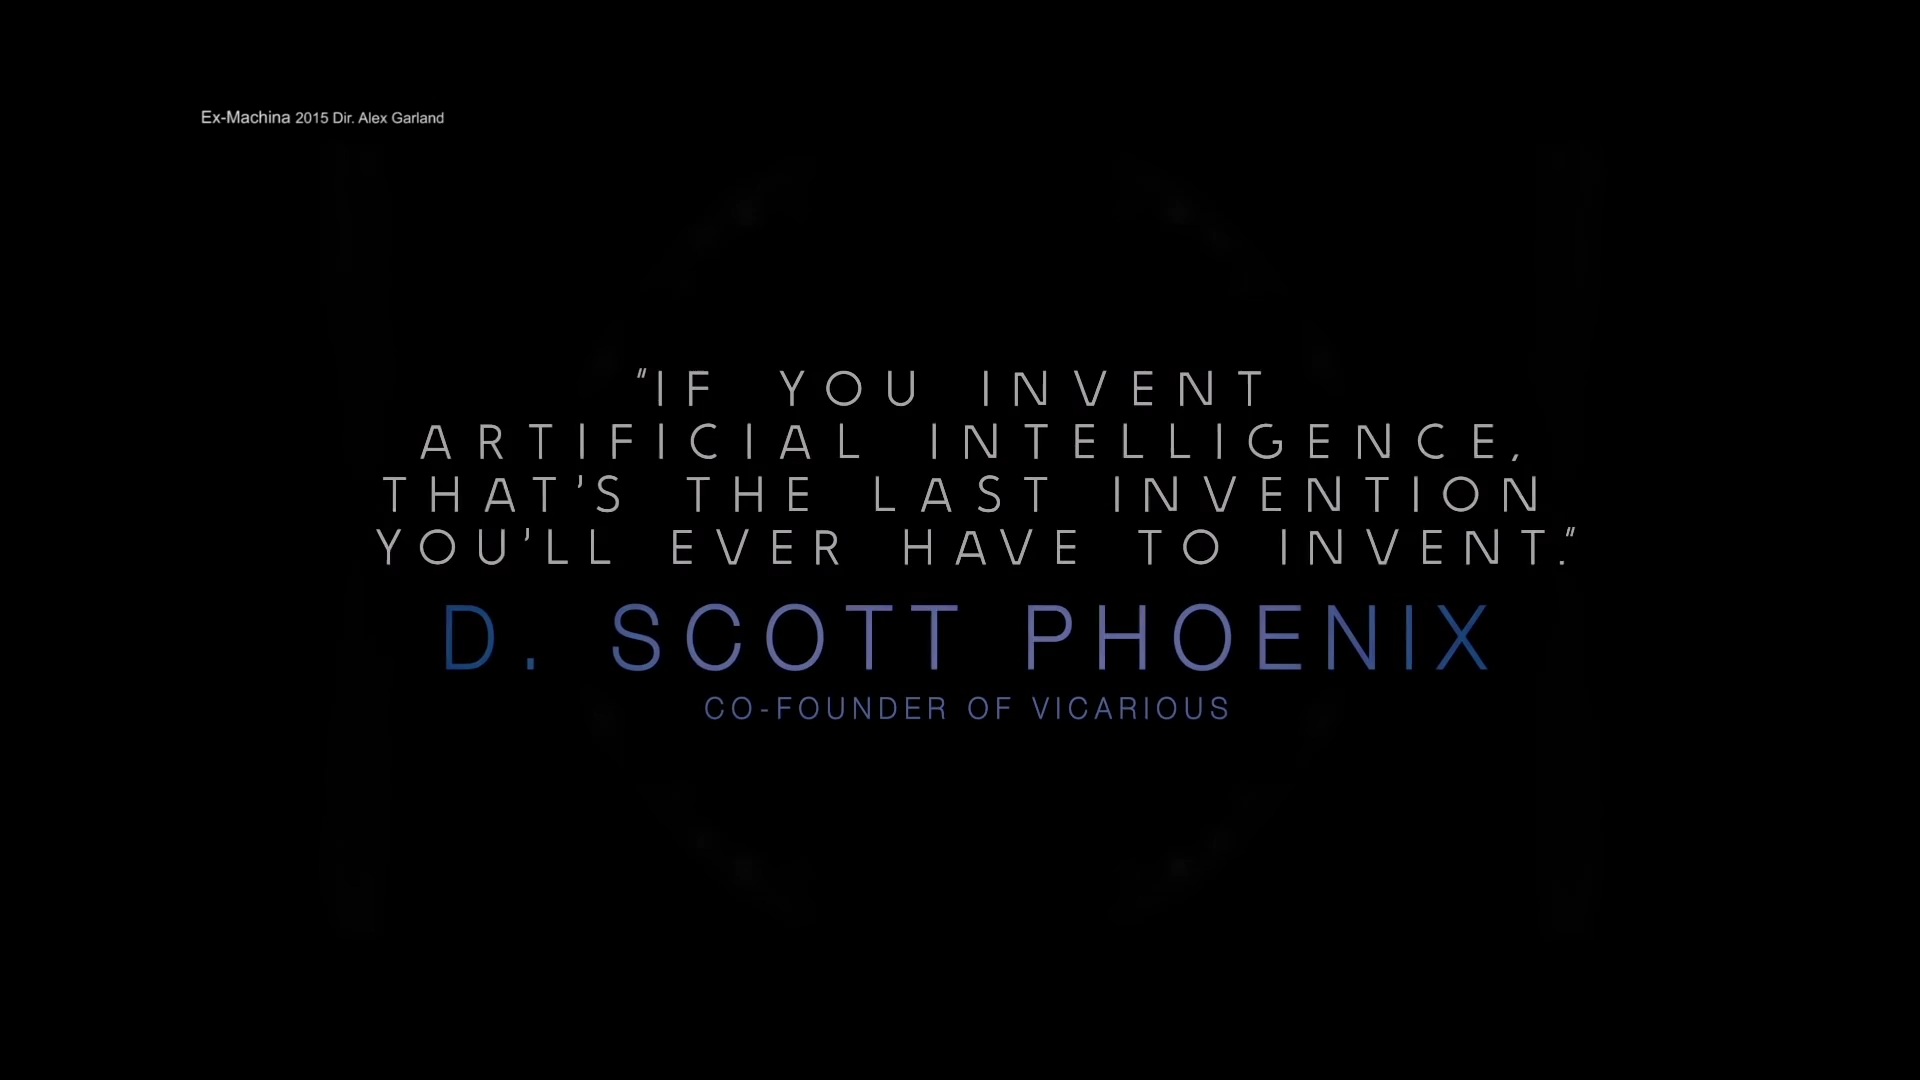 Ex-Machina 2015 Dir. Alex Garland
"IF YOU INVENT
ARTIFICIAL INTELLIGENCE,
THAT'S THE LAST INVENTION
YOU'LL EVER HAVE TO INVENT."
D. SCOTT PHOENIX
CO-FOUNDER OF VICARIOUS